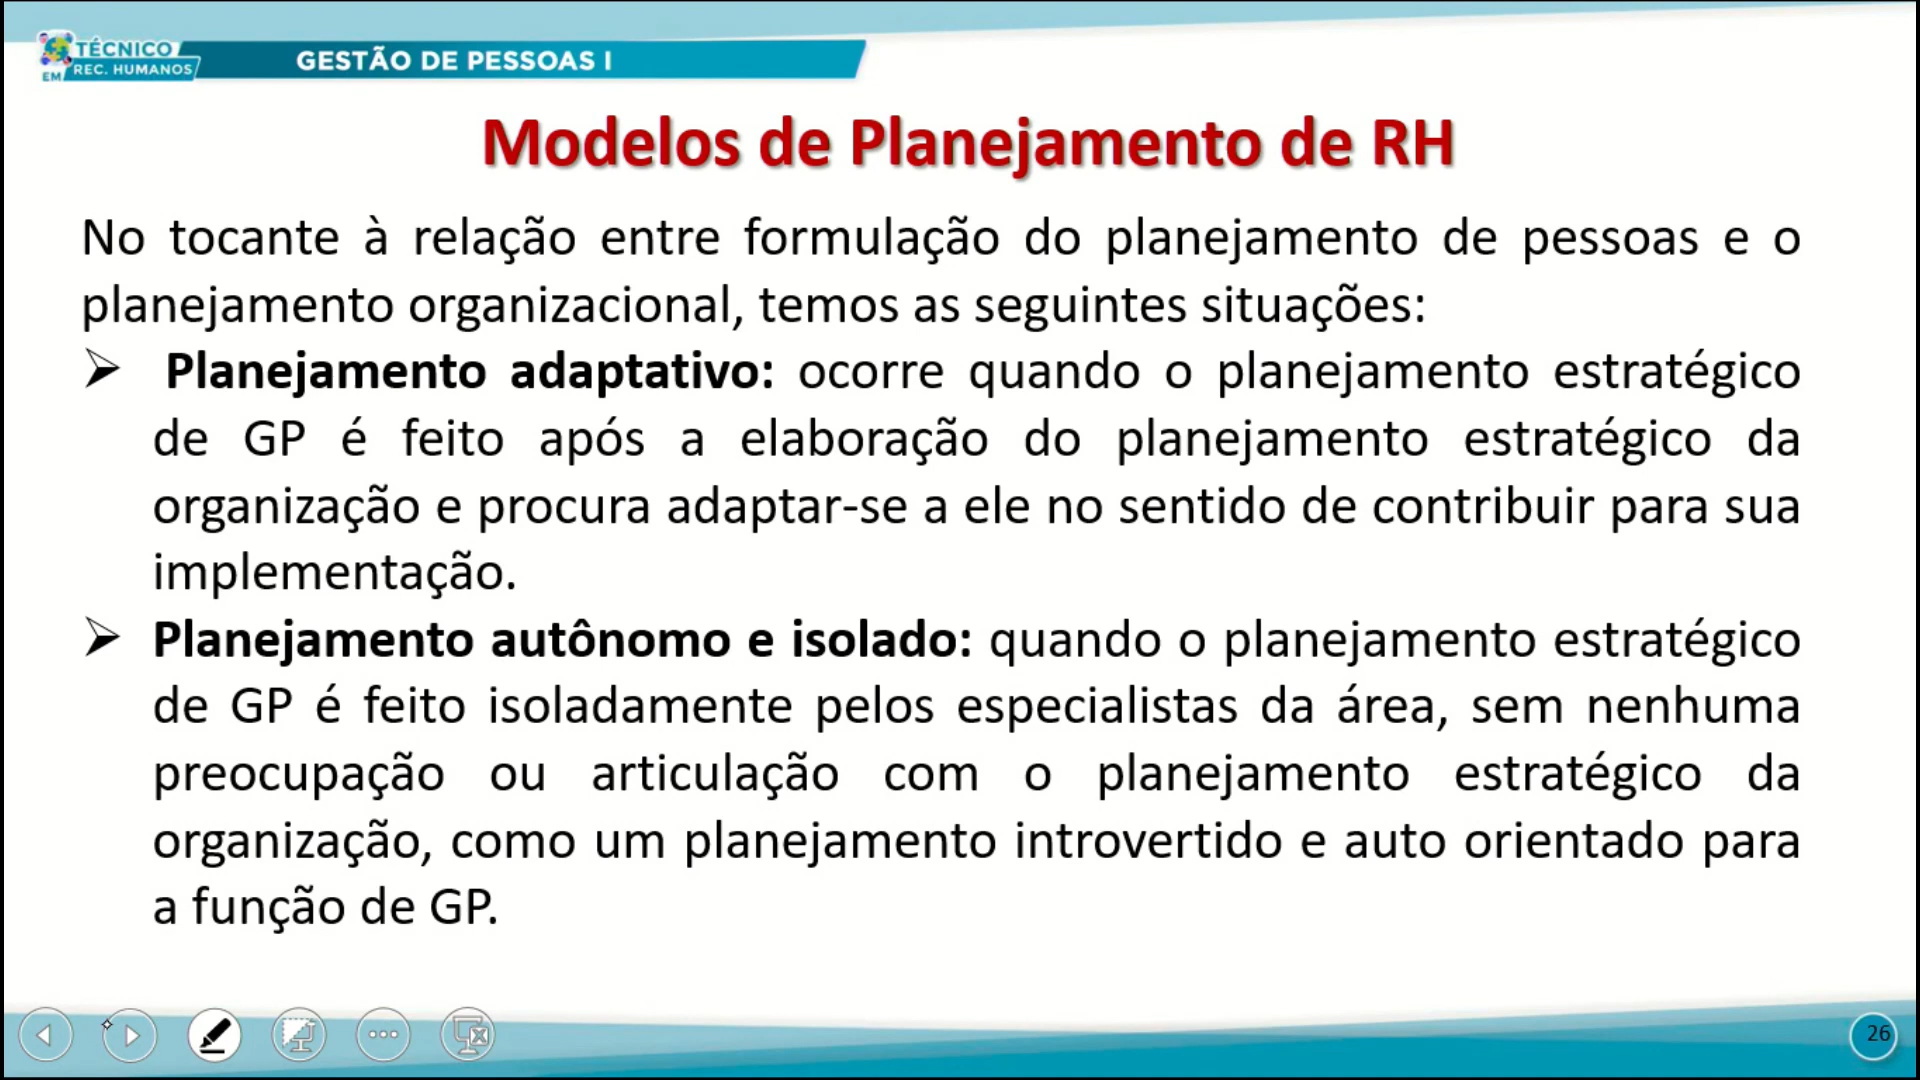 TÉCNICO
EM REC. HUMANOS
GESTÃO DE PESSOAS I
Modelos de Planejamento de RH
No tocante à relação entre formulação do planejamento de pessoas e o
planejamento organizacional, temos as seguintes situações:
➢ Planejamento adaptativo: ocorre quando o planejamento estratégico
de GP é feito após a elaboração do planejamento estratégico da
organização e procura adaptar-se a ele no sentido de contribuir para sua
implementação.
➢ Planejamento autônomo e isolado: quando o planejamento estratégico
de GP é feito isoladamente pelos especialistas da área, sem nenhuma
preocupação ou articulação com o planejamento estratégico da
organização, como um planejamento introvertido e auto orientado para
a função de GP.
26